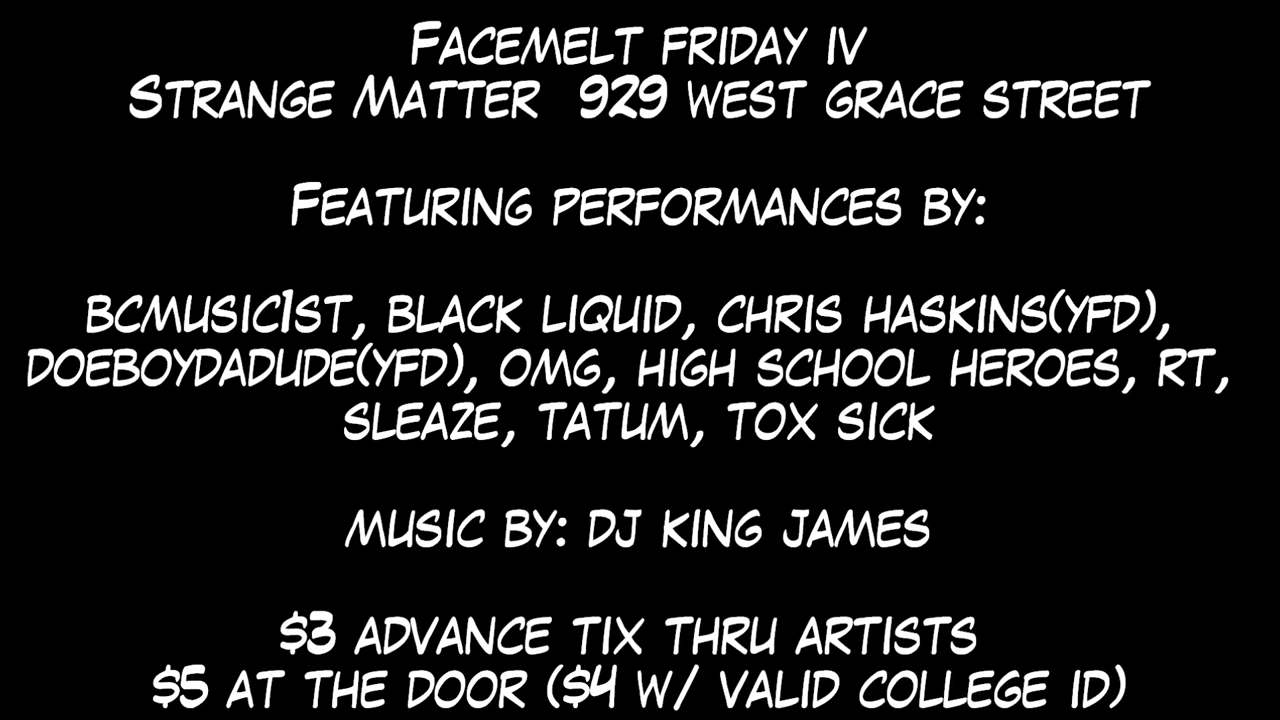 FACEMELT FRIDAY IV
STRANGE MATTER 929 WEST GRACE STREET
FEATURING PERFORMANCES BY:
BCMUSIC1ST, BLACK LIQUID, CHRIS HASKINS(YFD),
DOEBOYDADUDE(YFD), OMG, HIGH SCHOOL HEROES, RT,
SLEAZE, TATUM, TOX SICK
MUSIC BY: DJ KING JAMES
$3 ADVANCE TIX THRU ARTISTS
$5 AT THE DOOR ($4 W/ VALID COLLEGE ID)